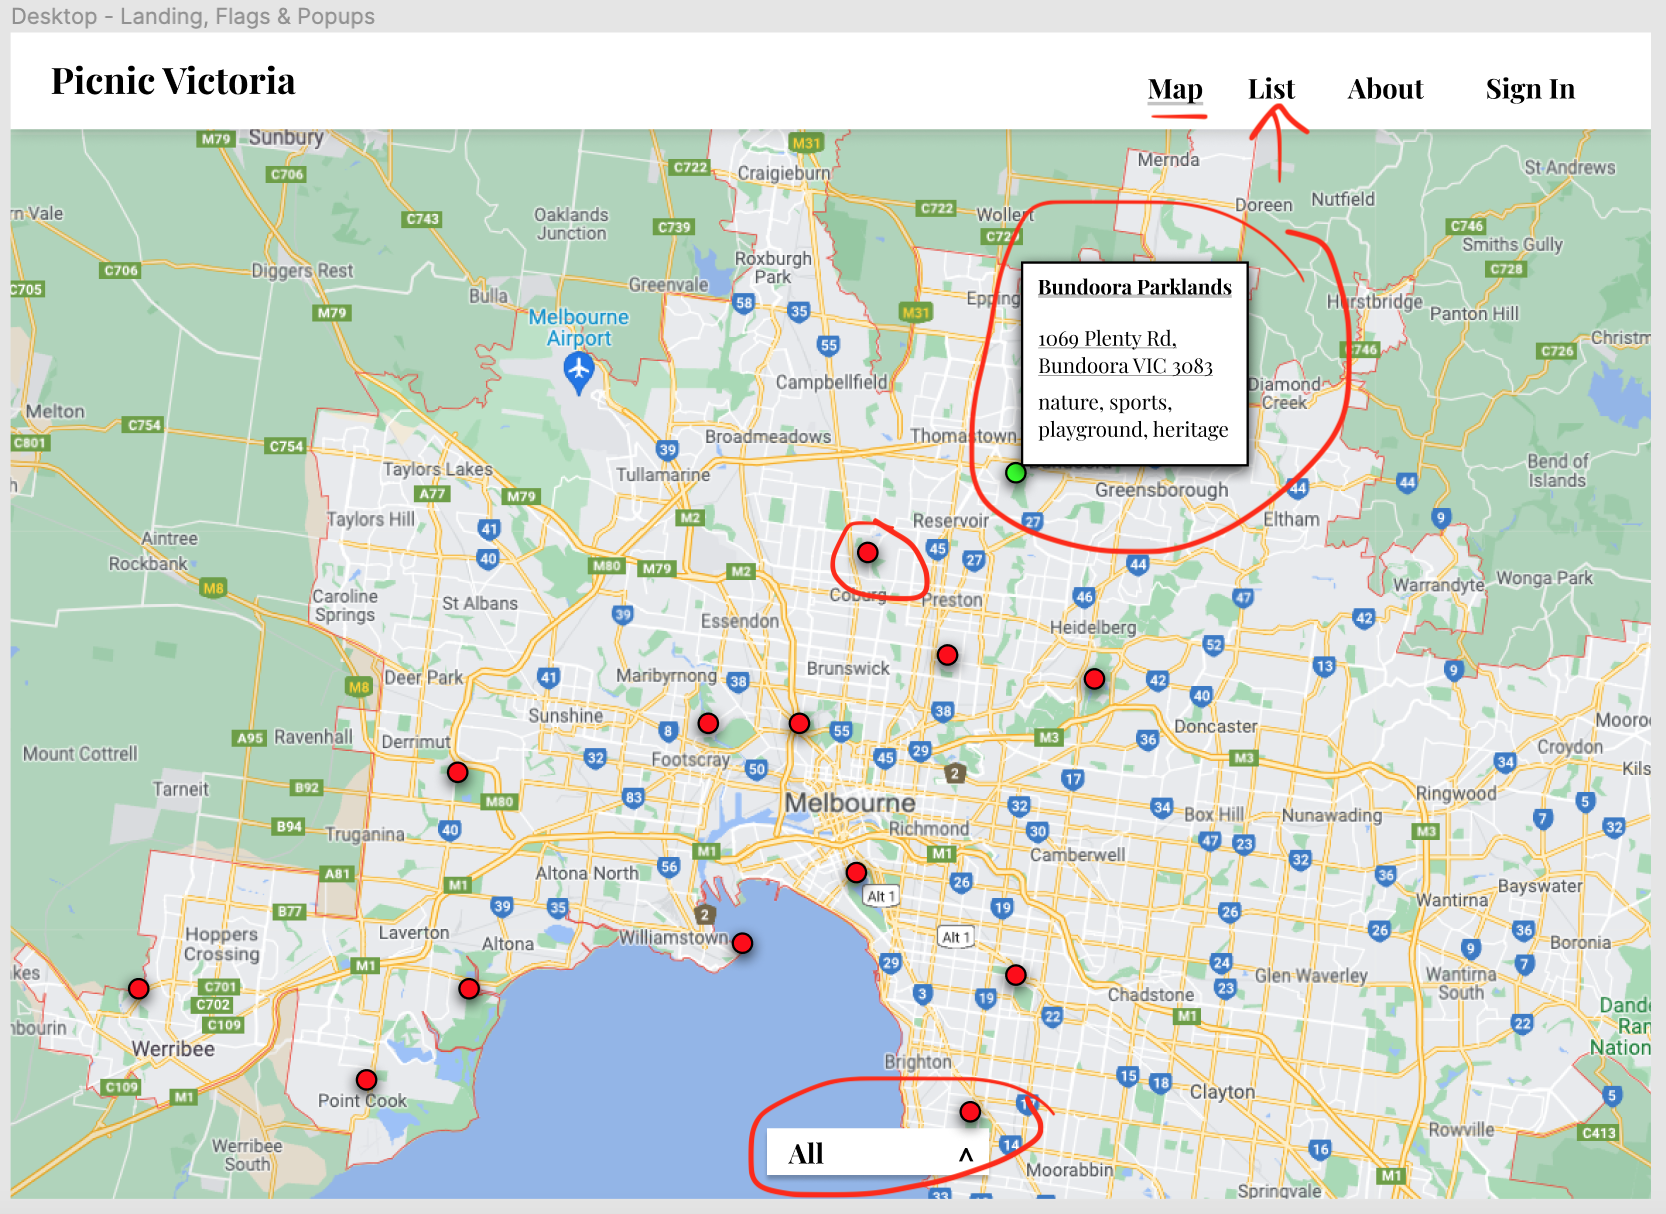 Desktop - Landing, Flags & Popups
Picnic Victoria
Map
List
About
Sign In
M79
Sunbury
M31
Mernda
C706
C722
Craigieburn
St Andrews
rn Vale
C743
Oaklands
Junction
C739
C722
Wollert
Doreen
Nutfield
C746
C706
Diggers Rest
Roxburgh
Park
Smiths Gully
C728
C705
Bulla
Greenvale
58
35
M31
Epping
Bundoora Parklands
Hurstbridge
Panton Hill
M79
Melbourne
Airport
55
1069 Plenty Rd,
Bundoora VIC 3083
C746
C726
Christm
Campbellfield
nature, sports,
playground, heritage
Diamond
Creek
Melton
C754
C801
C754
39
Broadmeadows
Thomastown
Taylors Lakes
Tullamarine
Bend of
Islands
A77
M79
Greensborough
44
44
Taylors Hill
41
M2
Reservoir
27
Eltham
9
Aintree
Rockbank
40
45
27
44
M80
M79
M2
M8
Caroline
Springs
St Albans
39
Coburg
Preston
46
47
Warrandyte
Wonga Park
42
Essendon
Heidelberg
52
Deer Park
41
Maribyrnong
38
Brunswick
42
13
9
M8
40
Sunshine
38
Doncaster
Mooroo
A95
Ravenhall
Derrimut
8
55
M3
36
Croydon
Mount Cottrell
32
Footscray
50
45
29
2
M3
34
Kils
Tarneit
B92
M80
83
17
Melbourne
32
34
Box Hill
Nunawading
Ringwood
5
B94
Truganina
40
Richmond
30
47
23
M3
7
32
M1
M1
Camberwell
32
A81
M1
Altona North
56
26
36
Bayswater
B77
39
35
2
Alt 1
19
26
Wantirna
Hoppers
Crossing
Laverton
Altona
Williamstown
Alt 1
26
36
Boronia
9
kes
M1
29
24
Glen Waverley
Wantirna
South
7
C701
C702
3
19
Chadstone
23
C109
22
M1
22
Dande
Ran
Nation
Werribee
Brighton
C109
M1
Point Cook
15
18
Clayton
5
Werribee
South
All
^
14
16
Rowville
C413
Moorabbin
M1
33
Springvale